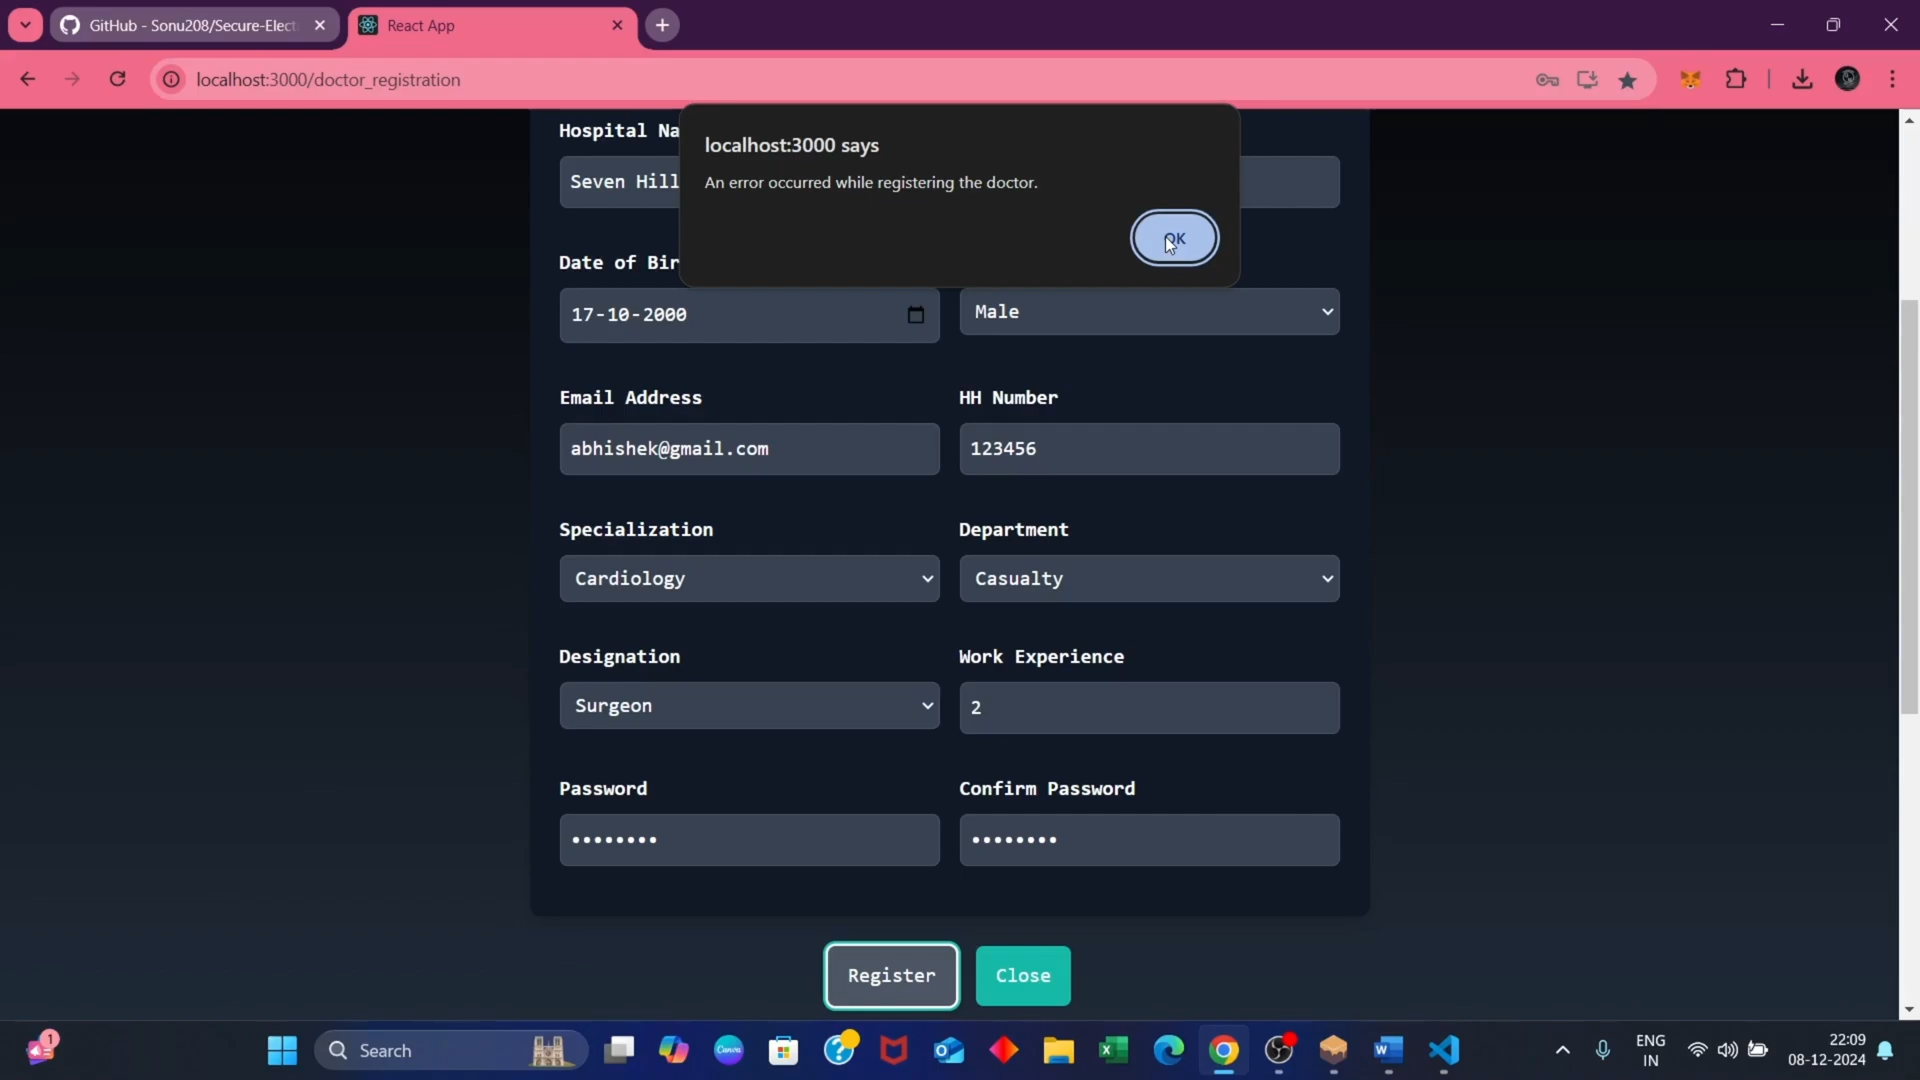 GitHub - Sonu208/Secure-Elect
React App
localhost:3000/doctor_registration
localhost:3000 says
An error occurred while registering the doctor.
OK
Hospital Na
Seven Hill
Date of Bir
17-10-2000
Male
Email Address
HH Number
abhishek@gmail.com
123456
Specialization
Department
Cardiology
Casualty
Designation
Work Experience
Surgeon
2
Password
Confirm Password
••••••••
••••••••
Register
Close
1
Search
Canva
ENG
IN
22:09
08-12-2024